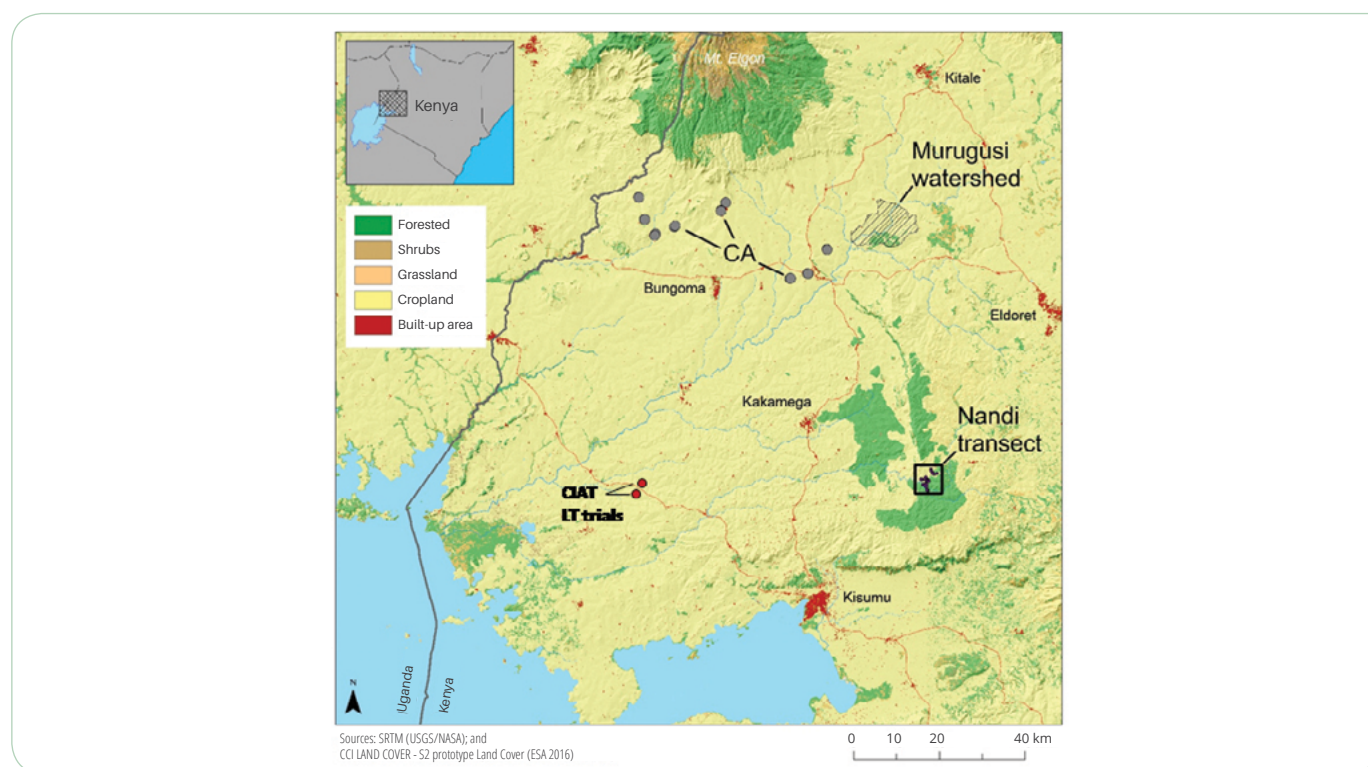 Mt. Elgon
Kitale
Kenya
Murugusi
watershed
Forested
Shrubs
Grassland
Cropland
Built-up area
CA
Bungoma
Eldoret
Kakamega
Nandi
transect
CIAT
LT trials
Kisumu
Uganda
Kenya
N
Sources: SRTM (USGS/NASA); and
CCI LAND COVER - S2 prototype Land Cover (ESA 2016)
0 10 20 40 km